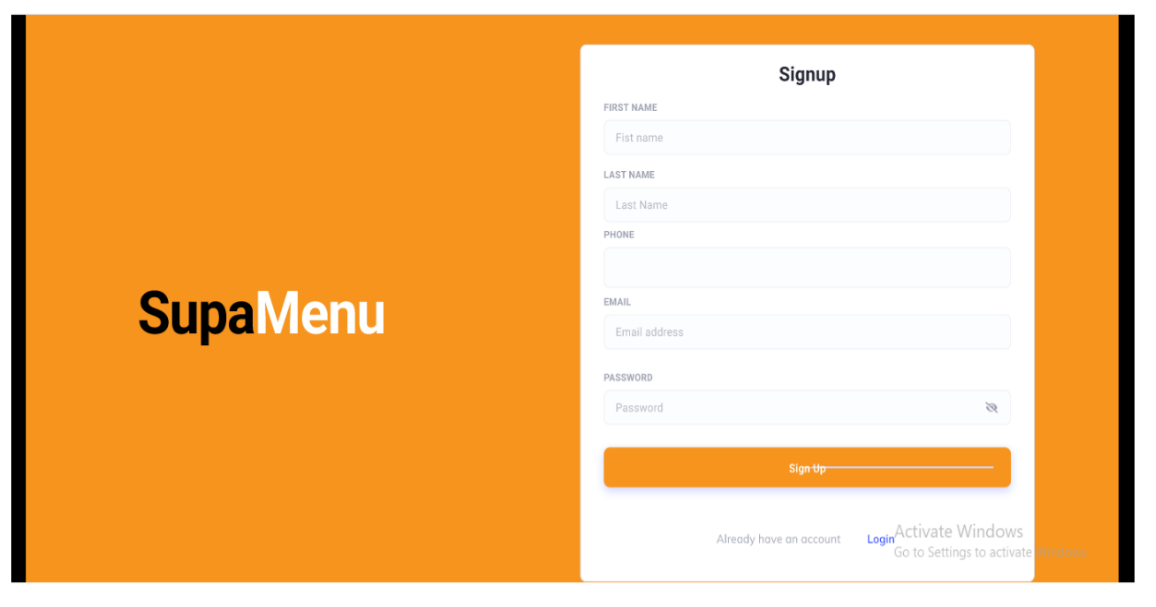 Signup
FIRST NAME
Fist name
LAST NAME
Last Name
PHONE
SupaMenu
EMAIL
Email address
PASSWORD
Password
Sign Up
Already have an account Login
Activate Windows
Go to Settings to activate Windows.